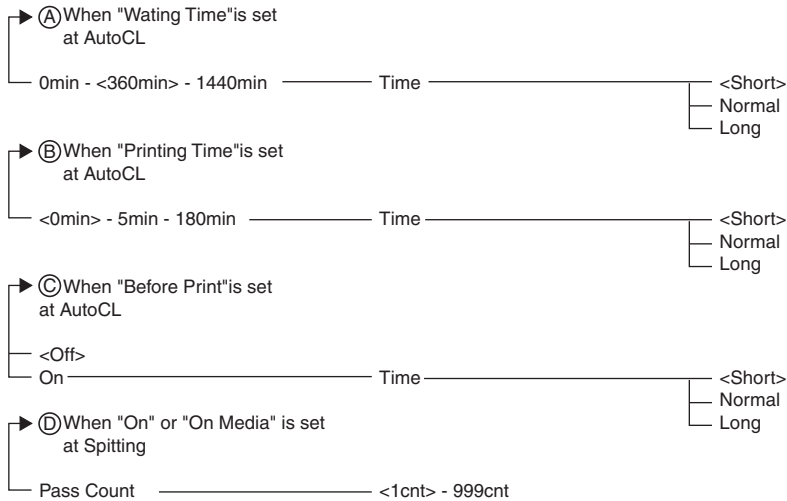 Ⓐ When "Wating Time"is set
at AutoCL
0min - <360min> - 1440min Time <Short>
Normal
Long
Ⓑ When "Printing Time"is set
at AutoCL
<0min> - 5min - 180min Time <Short>
Normal
Long
Ⓒ When "Before Print"is set
at AutoCL
<Off>
On Time <Short>
Normal
Long
Ⓓ When "On" or "On Media" is set
at Spitting
Pass Count <1cnt> - 999cnt